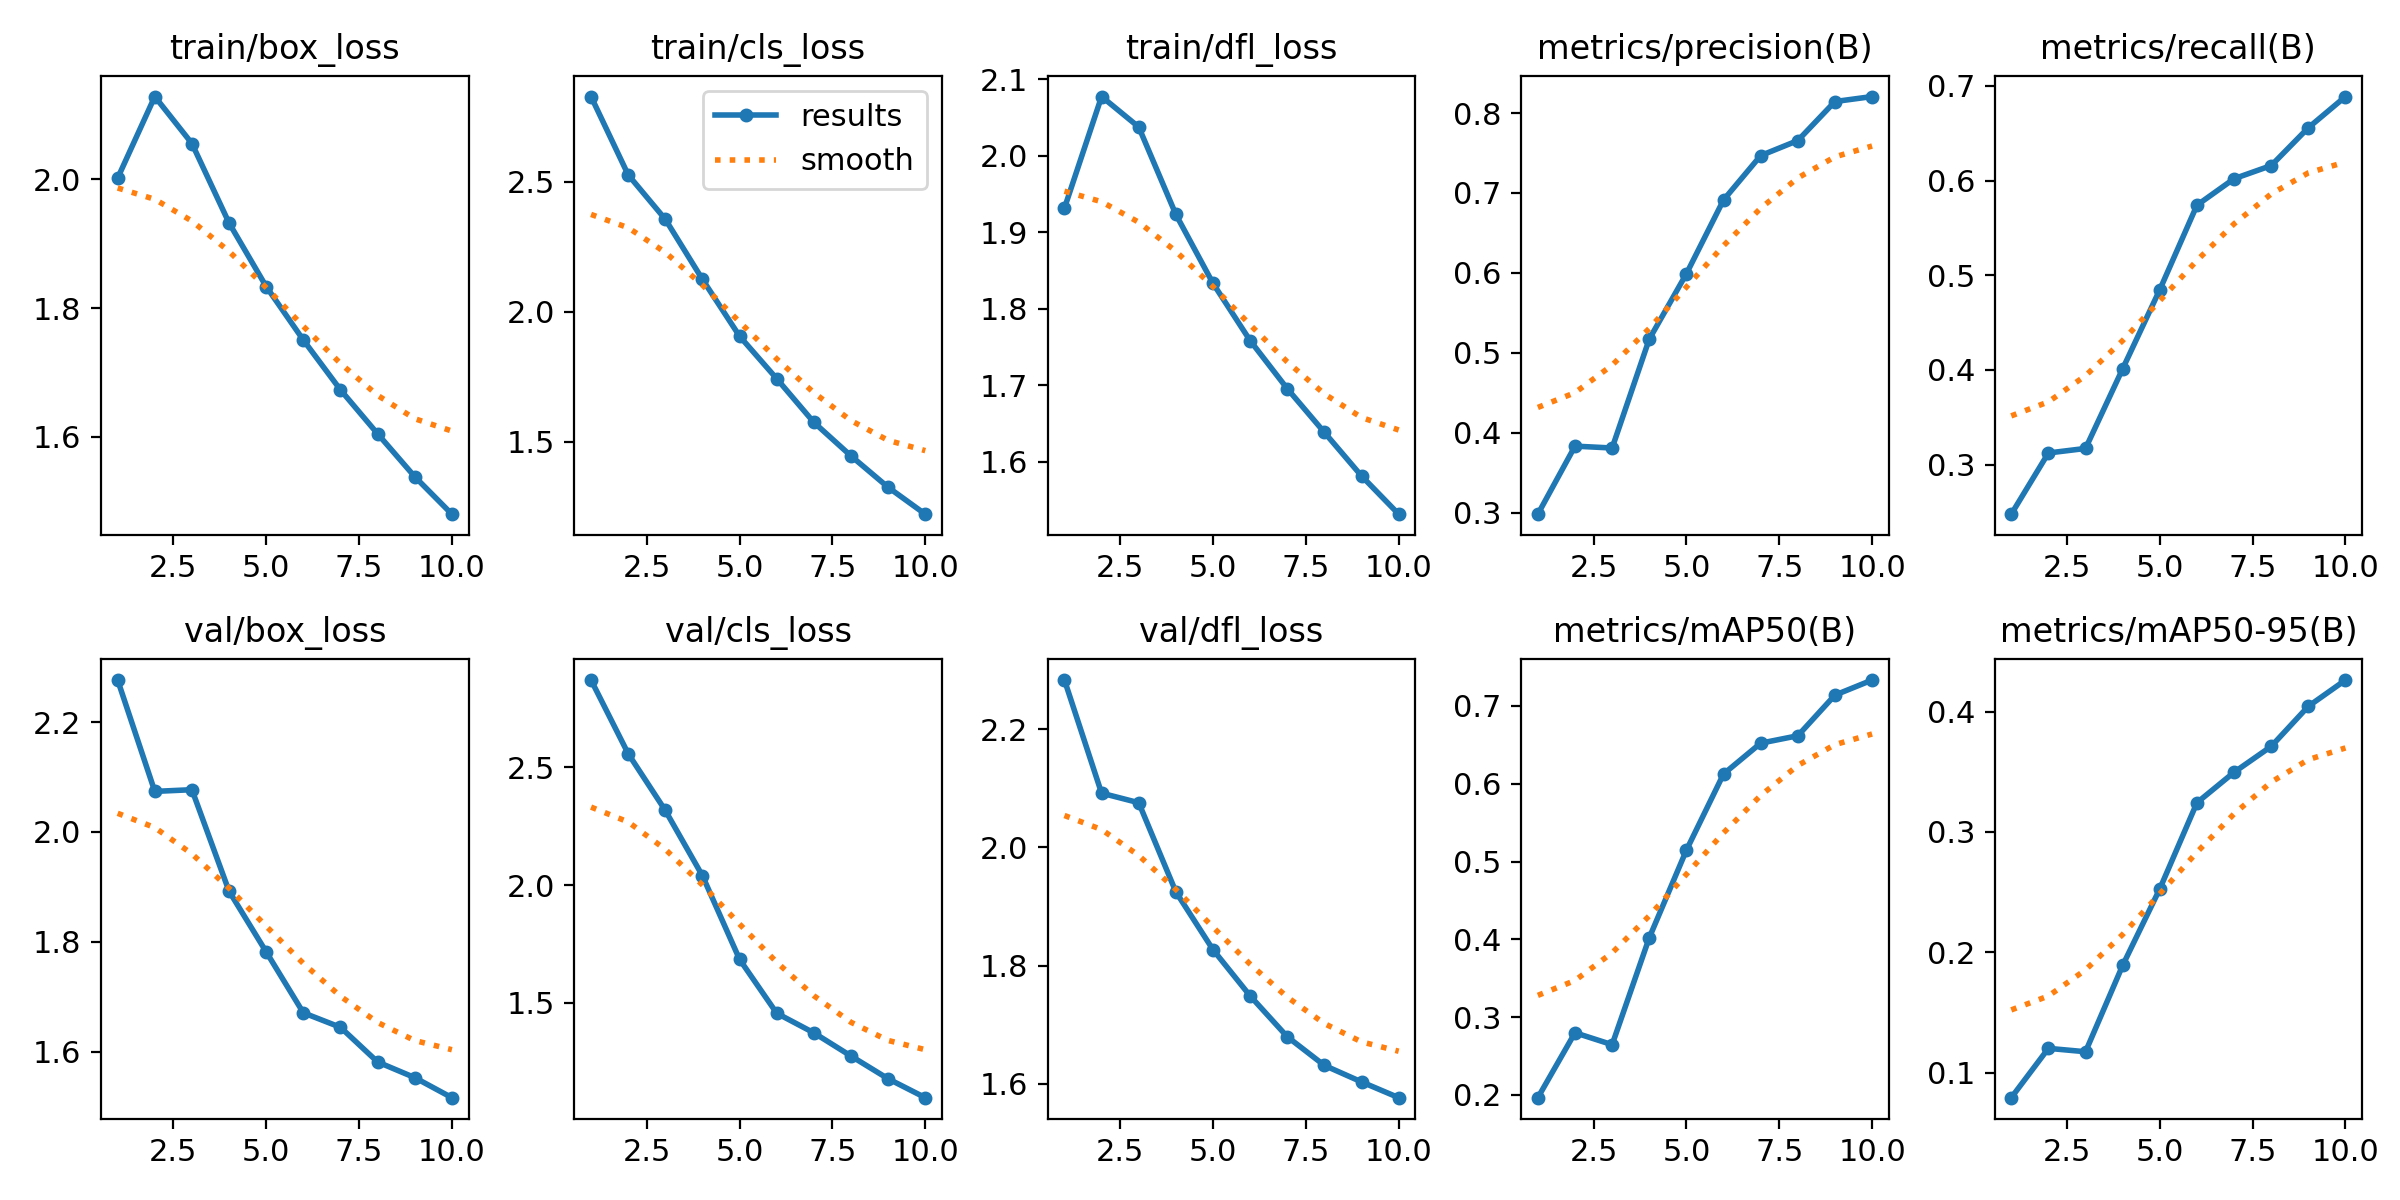 train/box_loss
2.0
1.8
1.6
2.5 5.0 7.5 10.0
train/cls_loss
results
smooth
2.5
2.0
1.5
2.5 5.0 7.5 10.0
train/dfl_loss
2.1
2.0
1.9
1.8
1.7
1.6
2.5 5.0 7.5 10.0
metrics/precision(B)
0.8
0.7
0.6
0.5
0.4
0.3
2.5 5.0 7.5 10.0
metrics/recall(B)
0.7
0.6
0.5
0.4
0.3
2.5 5.0 7.5 10.0
val/box_loss
2.2
2.0
1.8
1.6
2.5 5.0 7.5 10.0
val/cls_loss
2.5
2.0
1.5
2.5 5.0 7.5 10.0
val/dfl_loss
2.2
2.0
1.8
1.6
2.5 5.0 7.5 10.0
metrics/mAP50(B)
0.7
0.6
0.5
0.4
0.3
0.2
2.5 5.0 7.5 10.0
metrics/mAP50-95(B)
0.4
0.3
0.2
0.1
2.5 5.0 7.5 10.0